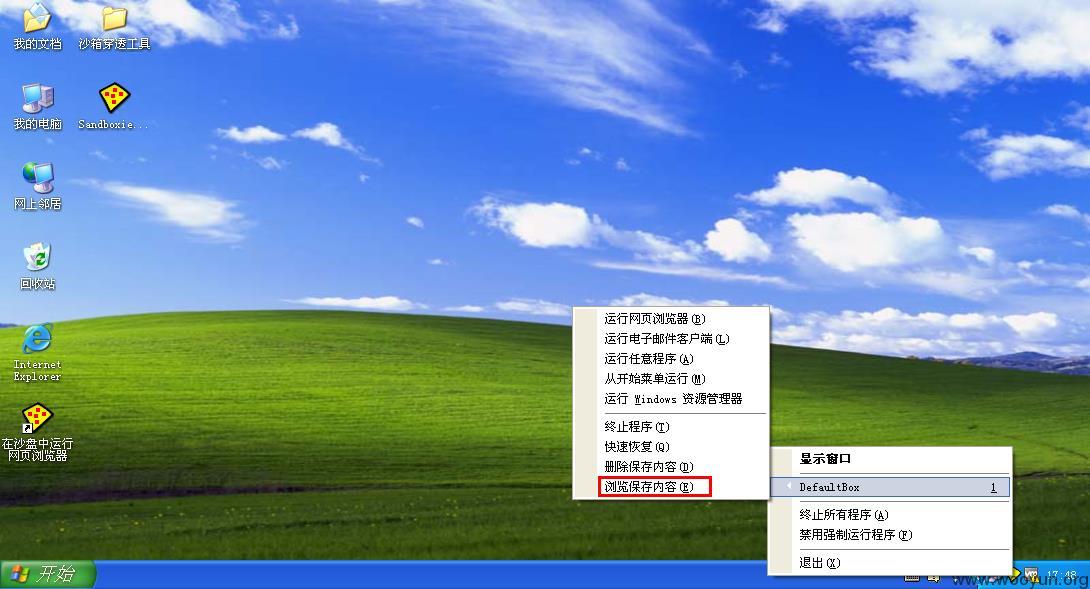 我的文档
沙箱穿透工具
我的电脑
Sandboxie...
网上邻居
回收站
Internet
Explorer
在沙盘中运行
网页浏览器
运行网页浏览器(B)
运行电子邮件客户端(L)
运行任意程序(A)
从开始菜单运行(M)
运行 Windows 资源管理器
终止程序(T)
快速恢复(Q)
删除保存内容(D)
浏览保存内容(E)
显示窗口
DefaultBox 1
终止所有程序(A)
禁用强制运行程序(F)
退出(X)
开始
17:48
www.wooyun.org